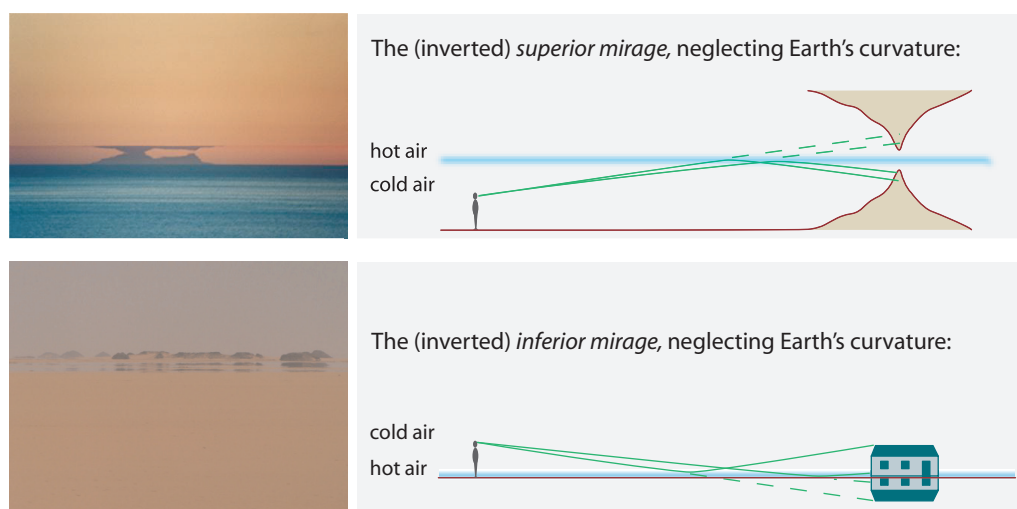 The (inverted) superior mirage, neglecting Earth's curvature:
hot air
cold air
The (inverted) inferior mirage, neglecting Earth's curvature:
cold air
hot air